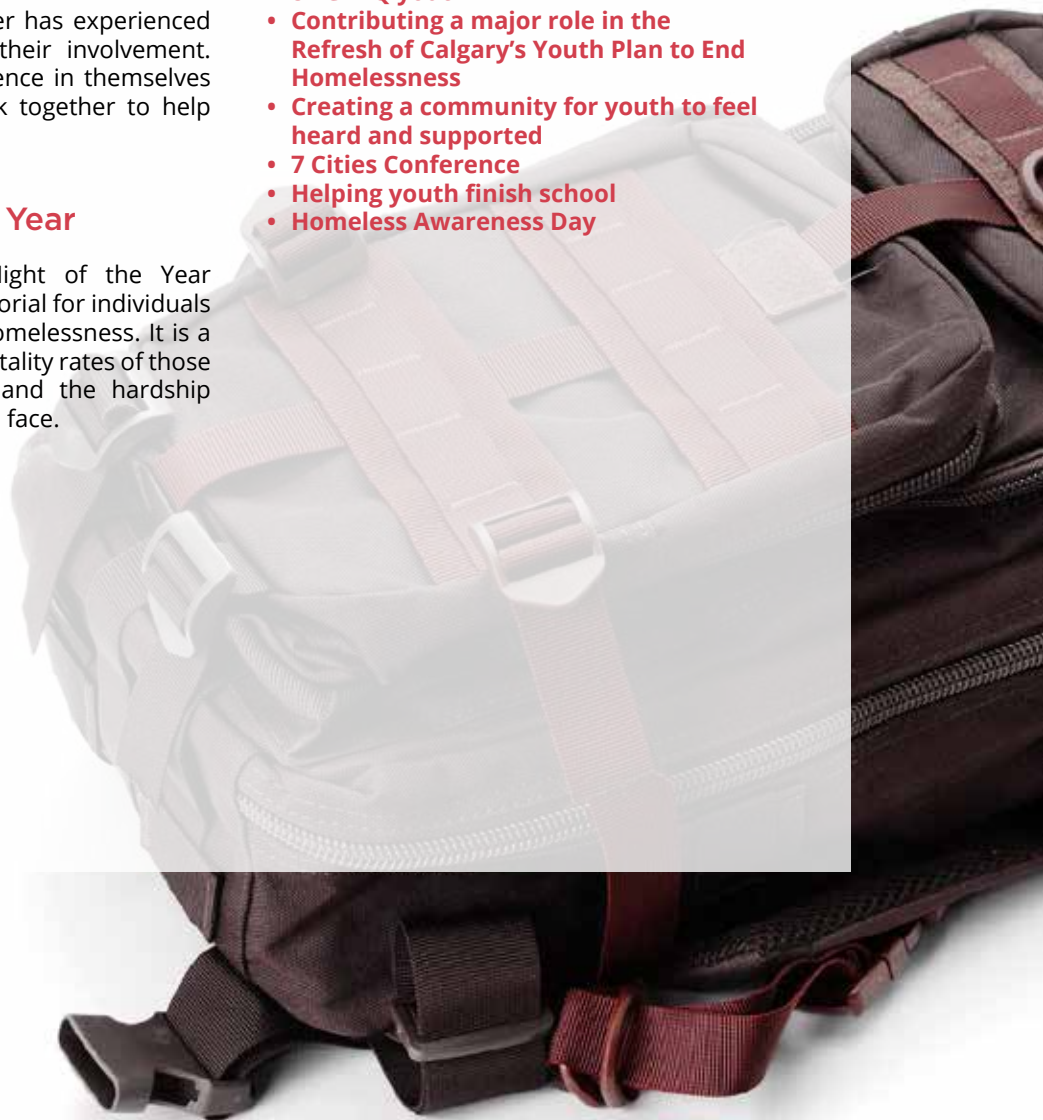 er has experienced
their involvement.
ence in themselves
k together to help
Year
light of the Year
orial for individuals
omelessness. It is a
tality rates of those
and the hardship
face.
• Contributing a major role in the
Refresh of Calgary's Youth Plan to End
Homelessness
• Creating a community for youth to feel
heard and supported
• 7 Cities Conference
• Helping youth finish school
• Homeless Awareness Day